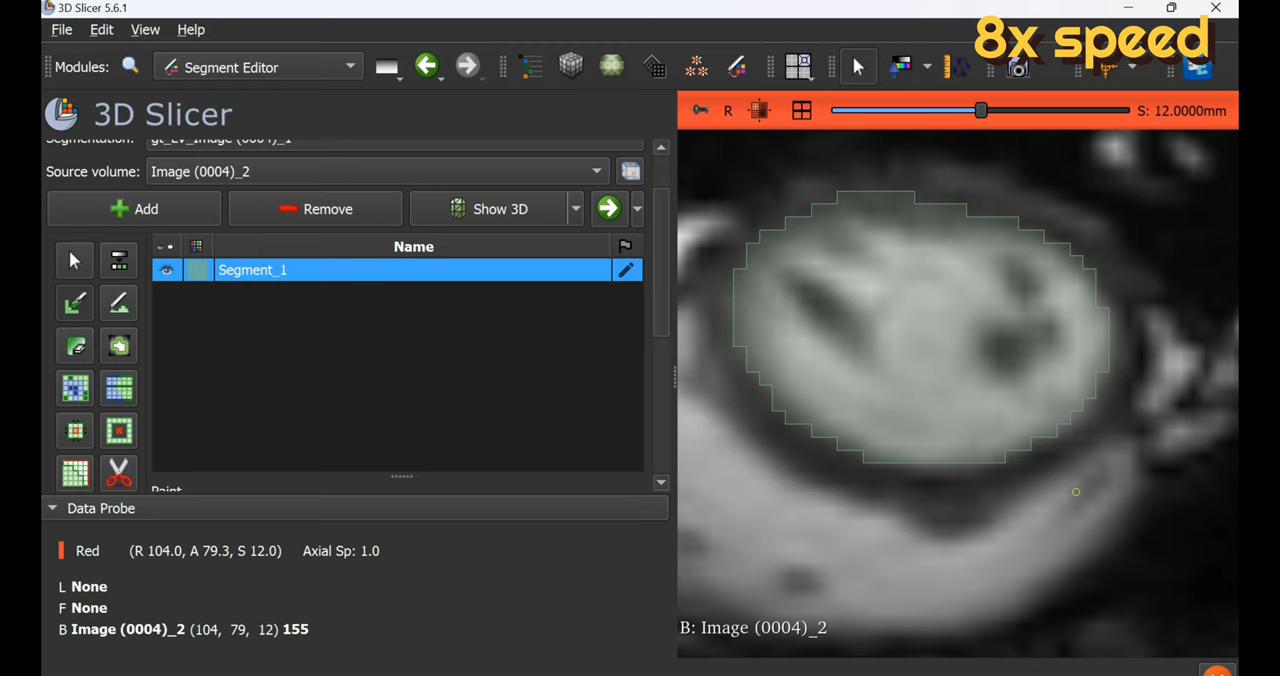 3D Slicer 5.6.1
8x speed
File Edit View Help
Modules: Segment Editor
3D Slicer
R S: 12.0000mm
Source volume: Image (0004)_2
Add Remove Show 3D
Name
Segment_1
Data Probe
Red (R 104.0, A 79.3, S 12.0) Axial Sp: 1.0
L None
F None
B Image (0004)_2 (104, 79, 12) 155
B: Image (0004)_2